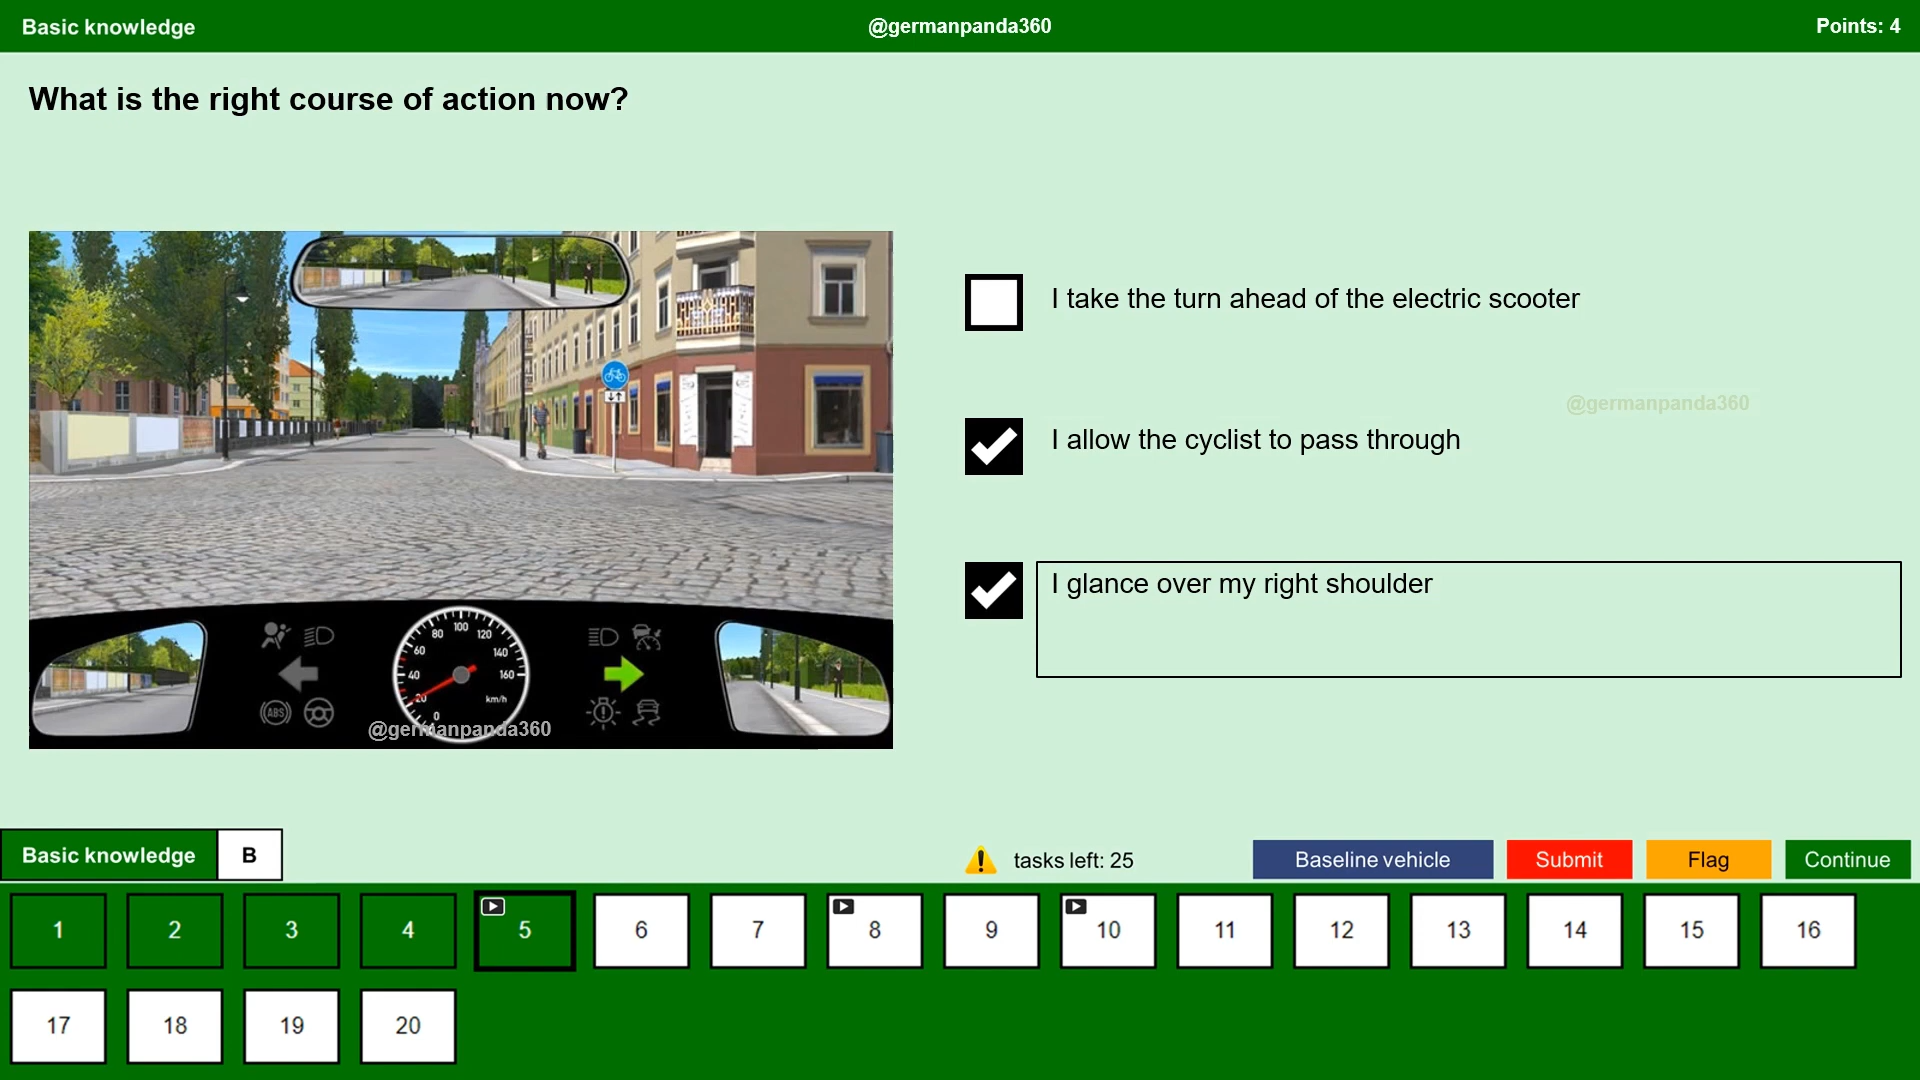 Basic knowledge
@germanpanda360
Points: 4
What is the right course of action now?
I take the turn ahead of the electric scooter
@germanpanda360
I allow the cyclist to pass through
I glance over my right shoulder
80 100 120
60 140
40 160
20 km/h
0
ABS
@germanpanda360
Basic knowledge B
tasks left: 25
Baseline vehicle
Submit
Flag
Continue
1 2 3 4 5 6 7 8 9 10 11 12 13 14 15 16
17 18 19 20